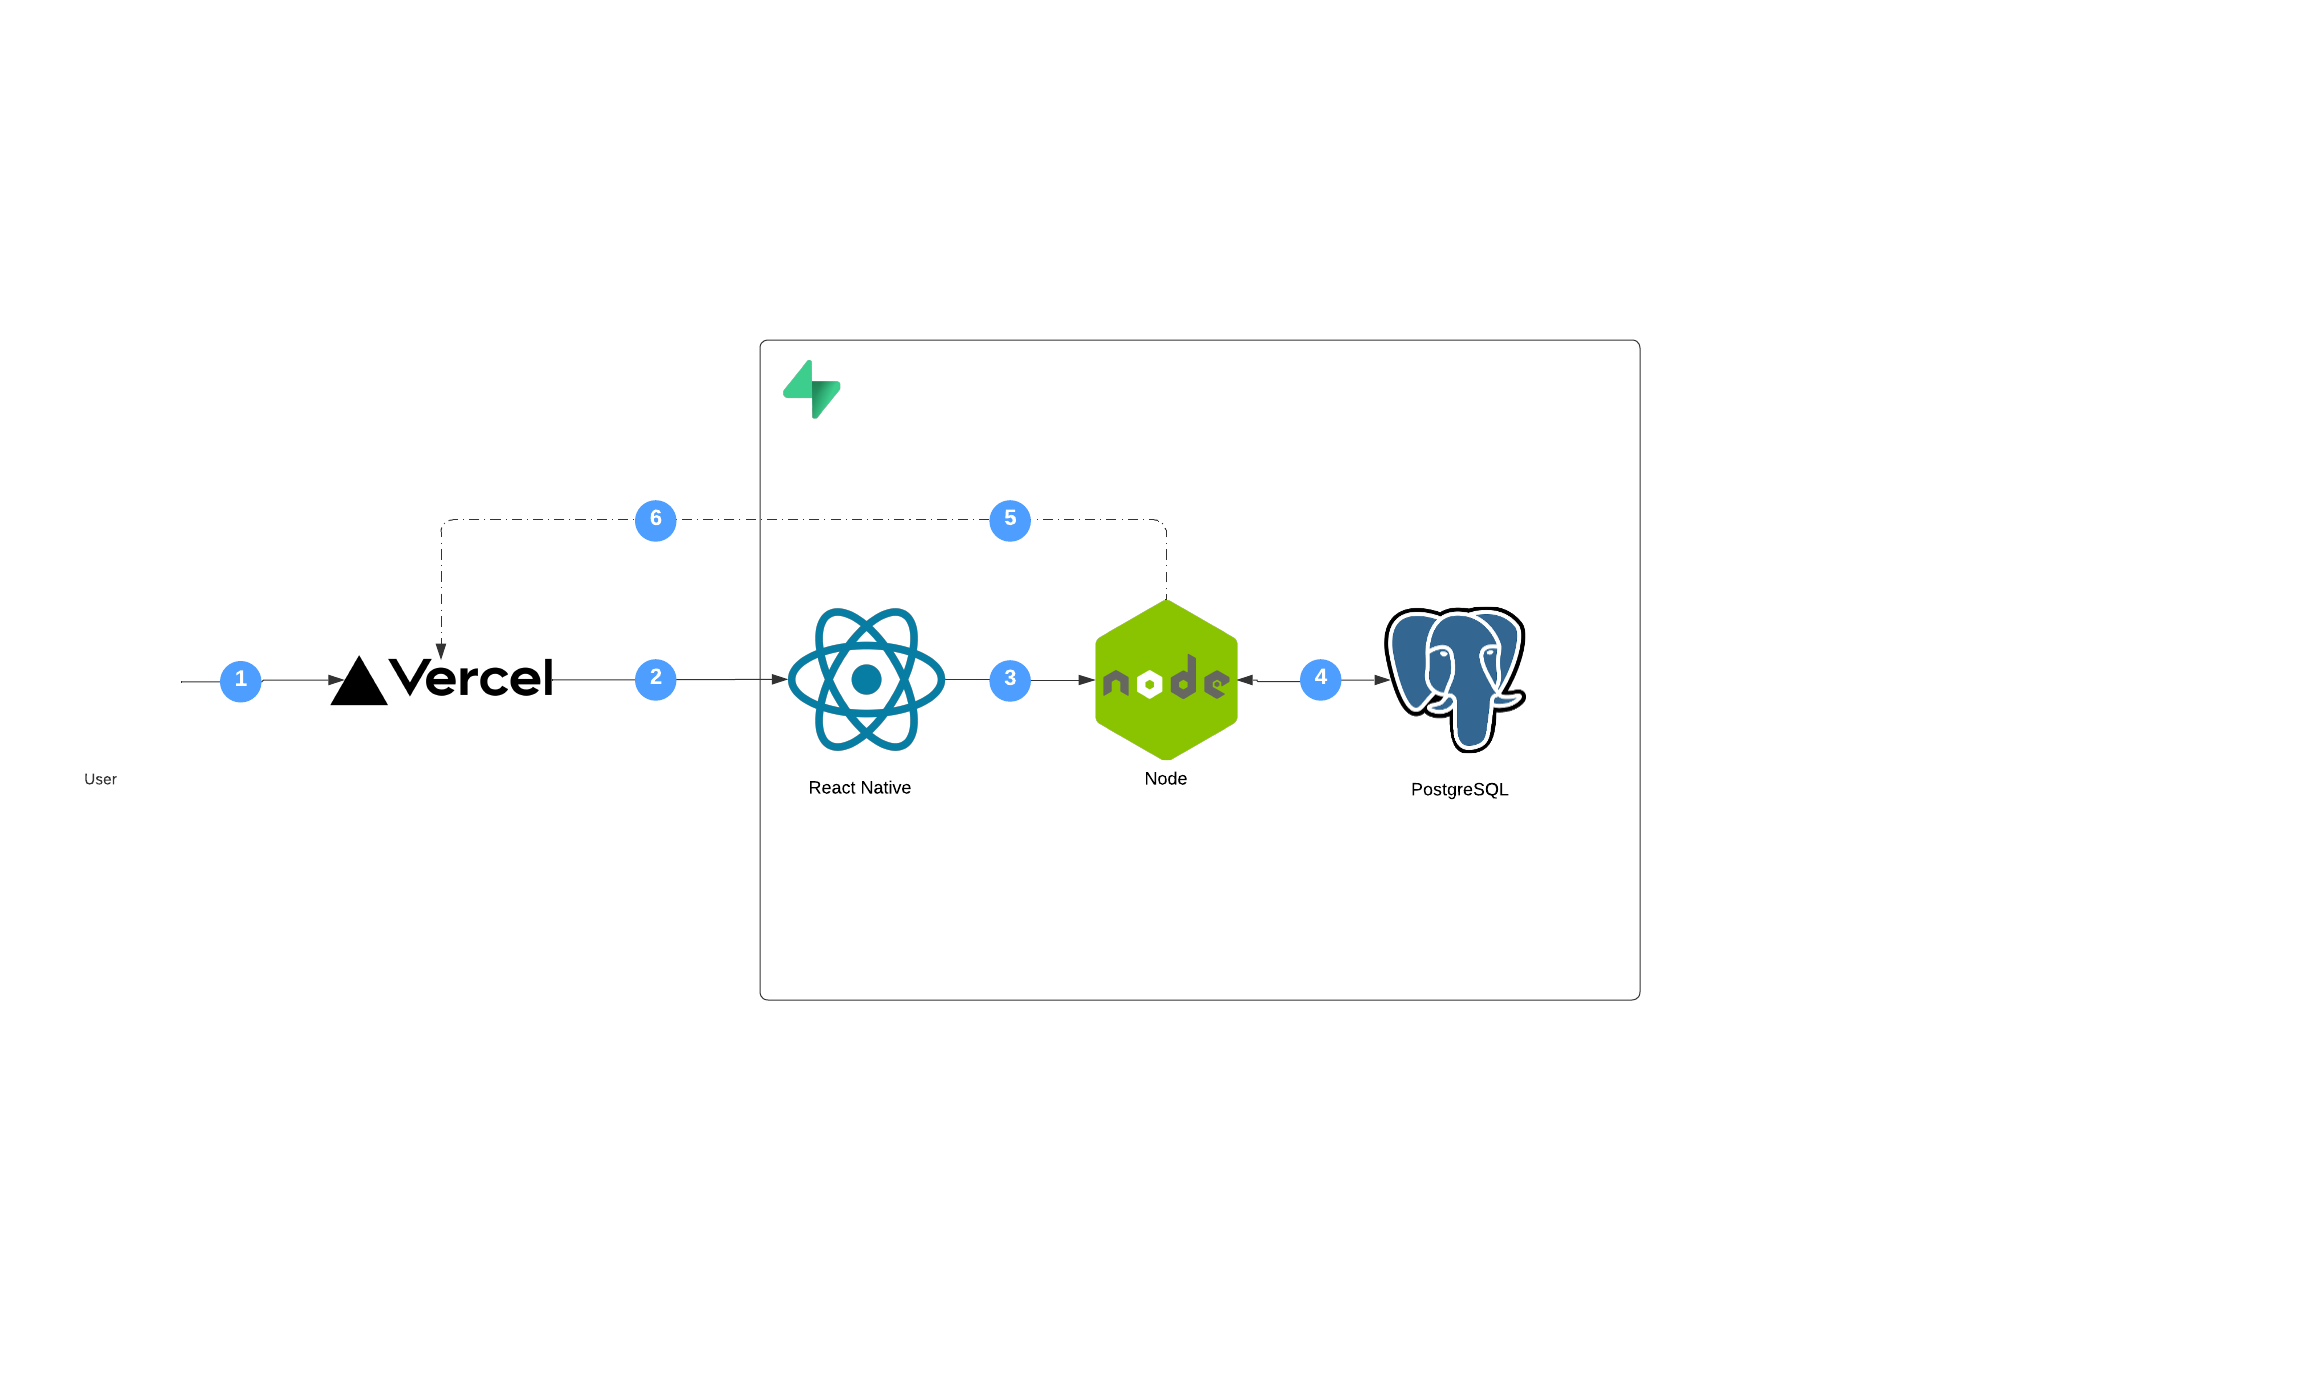 6
5
1
Vercel
2
3
node
4
User
React Native
Node
PostgreSQL